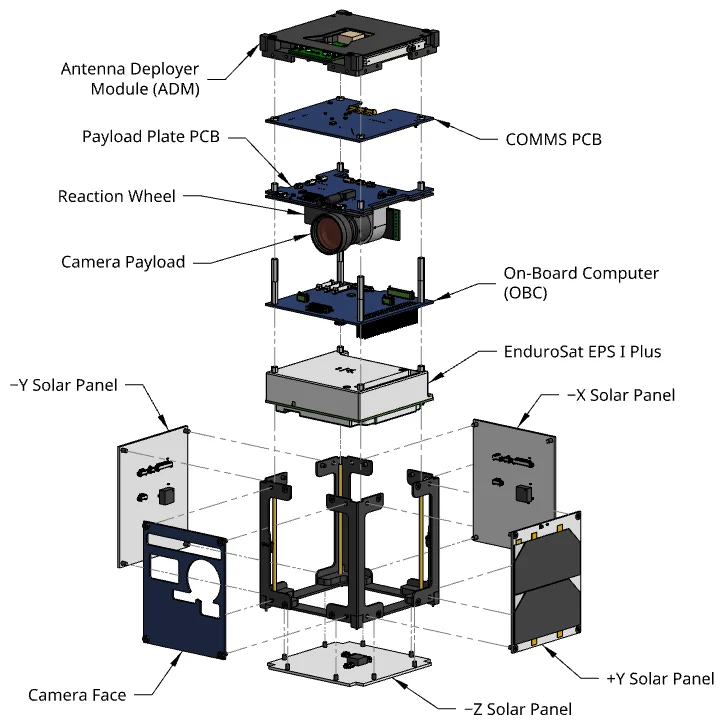 Antenna Deployer
Module (ADM)
Payload Plate PCB
COMMS PCB
Reaction Wheel
Camera Payload
On-Board Computer
(OBC)
EnduroSat EPS I Plus
−Y Solar Panel
−X Solar Panel
+Y Solar Panel
Camera Face
−Z Solar Panel